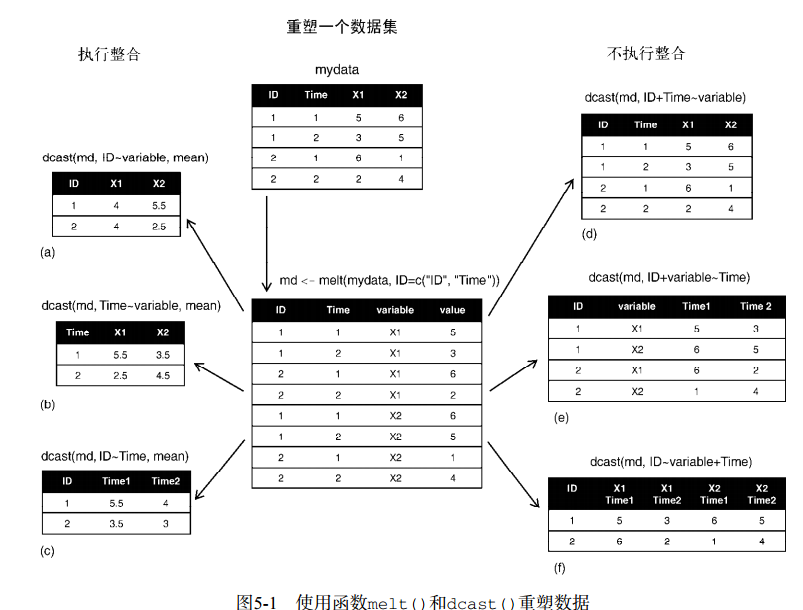 重塑一个数据集
执行整合
不执行整合
mydata
ID Time X1 X2
1 1 5 6
1 2 3 5
2 1 6 1
2 2 2 4
dcast(md, ID~variable, mean)
ID X1 X2
1 4 5.5
2 4 2.5
(a)
dcast(md, Time~variable, mean)
Time X1 X2
1 5.5 3.5
2 2.5 4.5
(b)
dcast(md, ID~Time, mean)
ID Time1 Time2
1 5.5 4
2 3.5 3
(c)
md <- melt(mydata, ID=c("ID", "Time"))
ID Time variable value
1 1 X1 5
1 2 X1 3
2 1 X1 6
2 2 X1 2
1 1 X2 6
1 2 X2 5
2 1 X2 1
2 2 X2 4
dcast(md, ID+Time~variable)
ID Time X1 X2
1 1 5 6
1 2 3 5
2 1 6 1
2 2 2 4
(d)
dcast(md, ID+variable~Time)
ID variable Time1 Time 2
1 X1 5 3
1 X2 6 5
2 X1 6 2
2 X2 1 4
(e)
dcast(md, ID~variable+Time)
ID X1 X1 X2 X2
Time1 Time2 Time1 Time2
1 5 3 6 5
2 6 2 1 4
(f)
图5-1 使用函数melt()和dcast()重塑数据